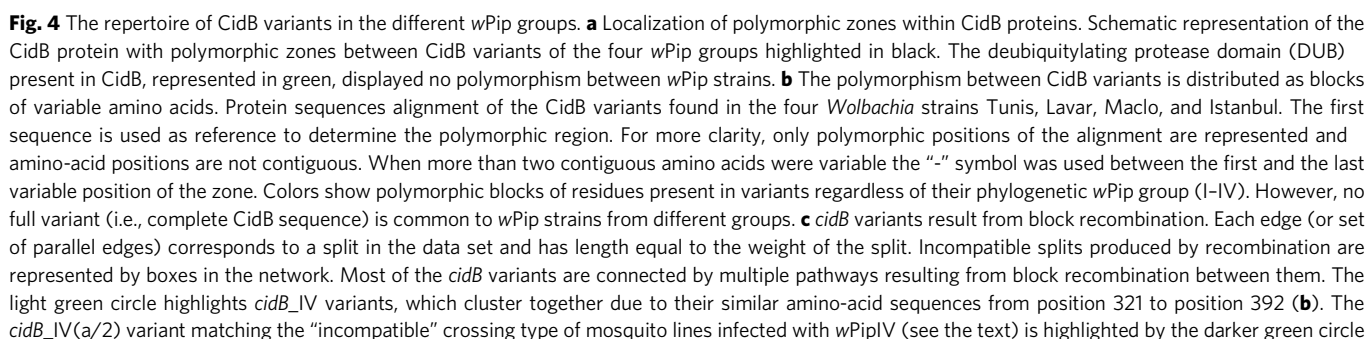 Fig. 4 The repertoire of CidB variants in the different wPip groups. a Localization of polymorphic zones within CidB proteins. Schematic representation of the
CidB protein with polymorphic zones between CidB variants of the four wPip groups highlighted in black. The deubiquitylating protease domain (DUB)
present in CidB, represented in green, displayed no polymorphism between wPip strains. b The polymorphism between CidB variants is distributed as blocks
of variable amino acids. Protein sequences alignment of the CidB variants found in the four Wolbachia strains Tunis, Lavar, Maclo, and Istanbul. The first
sequence is used as reference to determine the polymorphic region. For more clarity, only polymorphic positions of the alignment are represented and
amino-acid positions are not contiguous. When more than two contiguous amino acids were variable the “-” symbol was used between the first and the last
variable position of the zone. Colors show polymorphic blocks of residues present in variants regardless of their phylogenetic wPip group (I–IV). However, no
full variant (i.e., complete CidB sequence) is common to wPip strains from different groups. c cidB variants result from block recombination. Each edge (or set
of parallel edges) corresponds to a split in the data set and has length equal to the weight of the split. Incompatible splits produced by recombination are
represented by boxes in the network. Most of the cidB variants are connected by multiple pathways resulting from block recombination between them. The
light green circle highlights cidB_IV variants, which cluster together due to their similar amino-acid sequences from position 321 to position 392 (b). The
cidB_IV(a/2) variant matching the “incompatible” crossing type of mosquito lines infected with wPipIV (see the text) is highlighted by the darker green circle